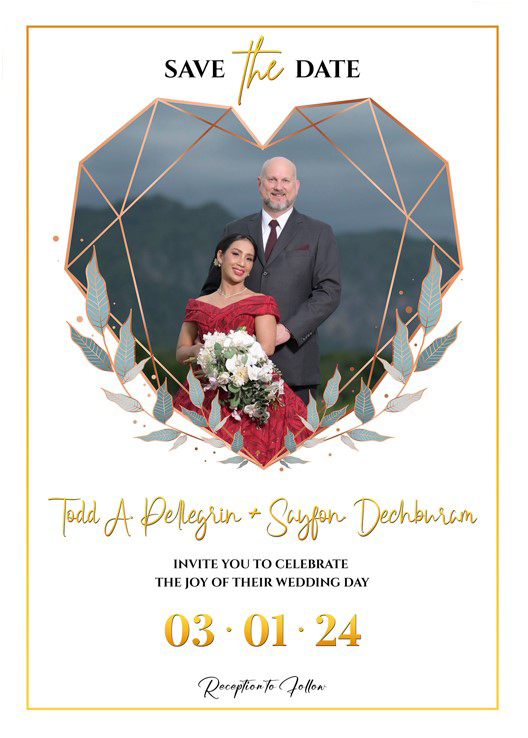 SAVE the DATE
Todd A. Pellegrin + Sayfon Dechburam
INVITE YOU TO CELEBRATE
THE JOY OF THEIR WEDDING DAY
03 · 01 · 24
Reception to Follow